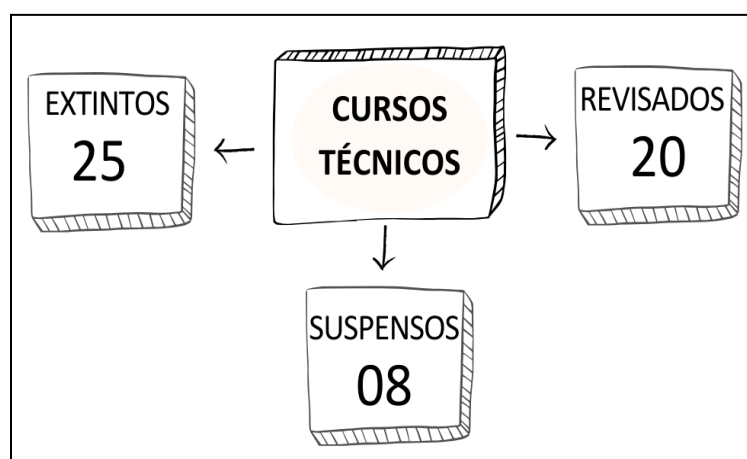 EXTINTOS
25
CURSOS
TÉCNICOS
REVISADOS
20
SUSPENSOS
08